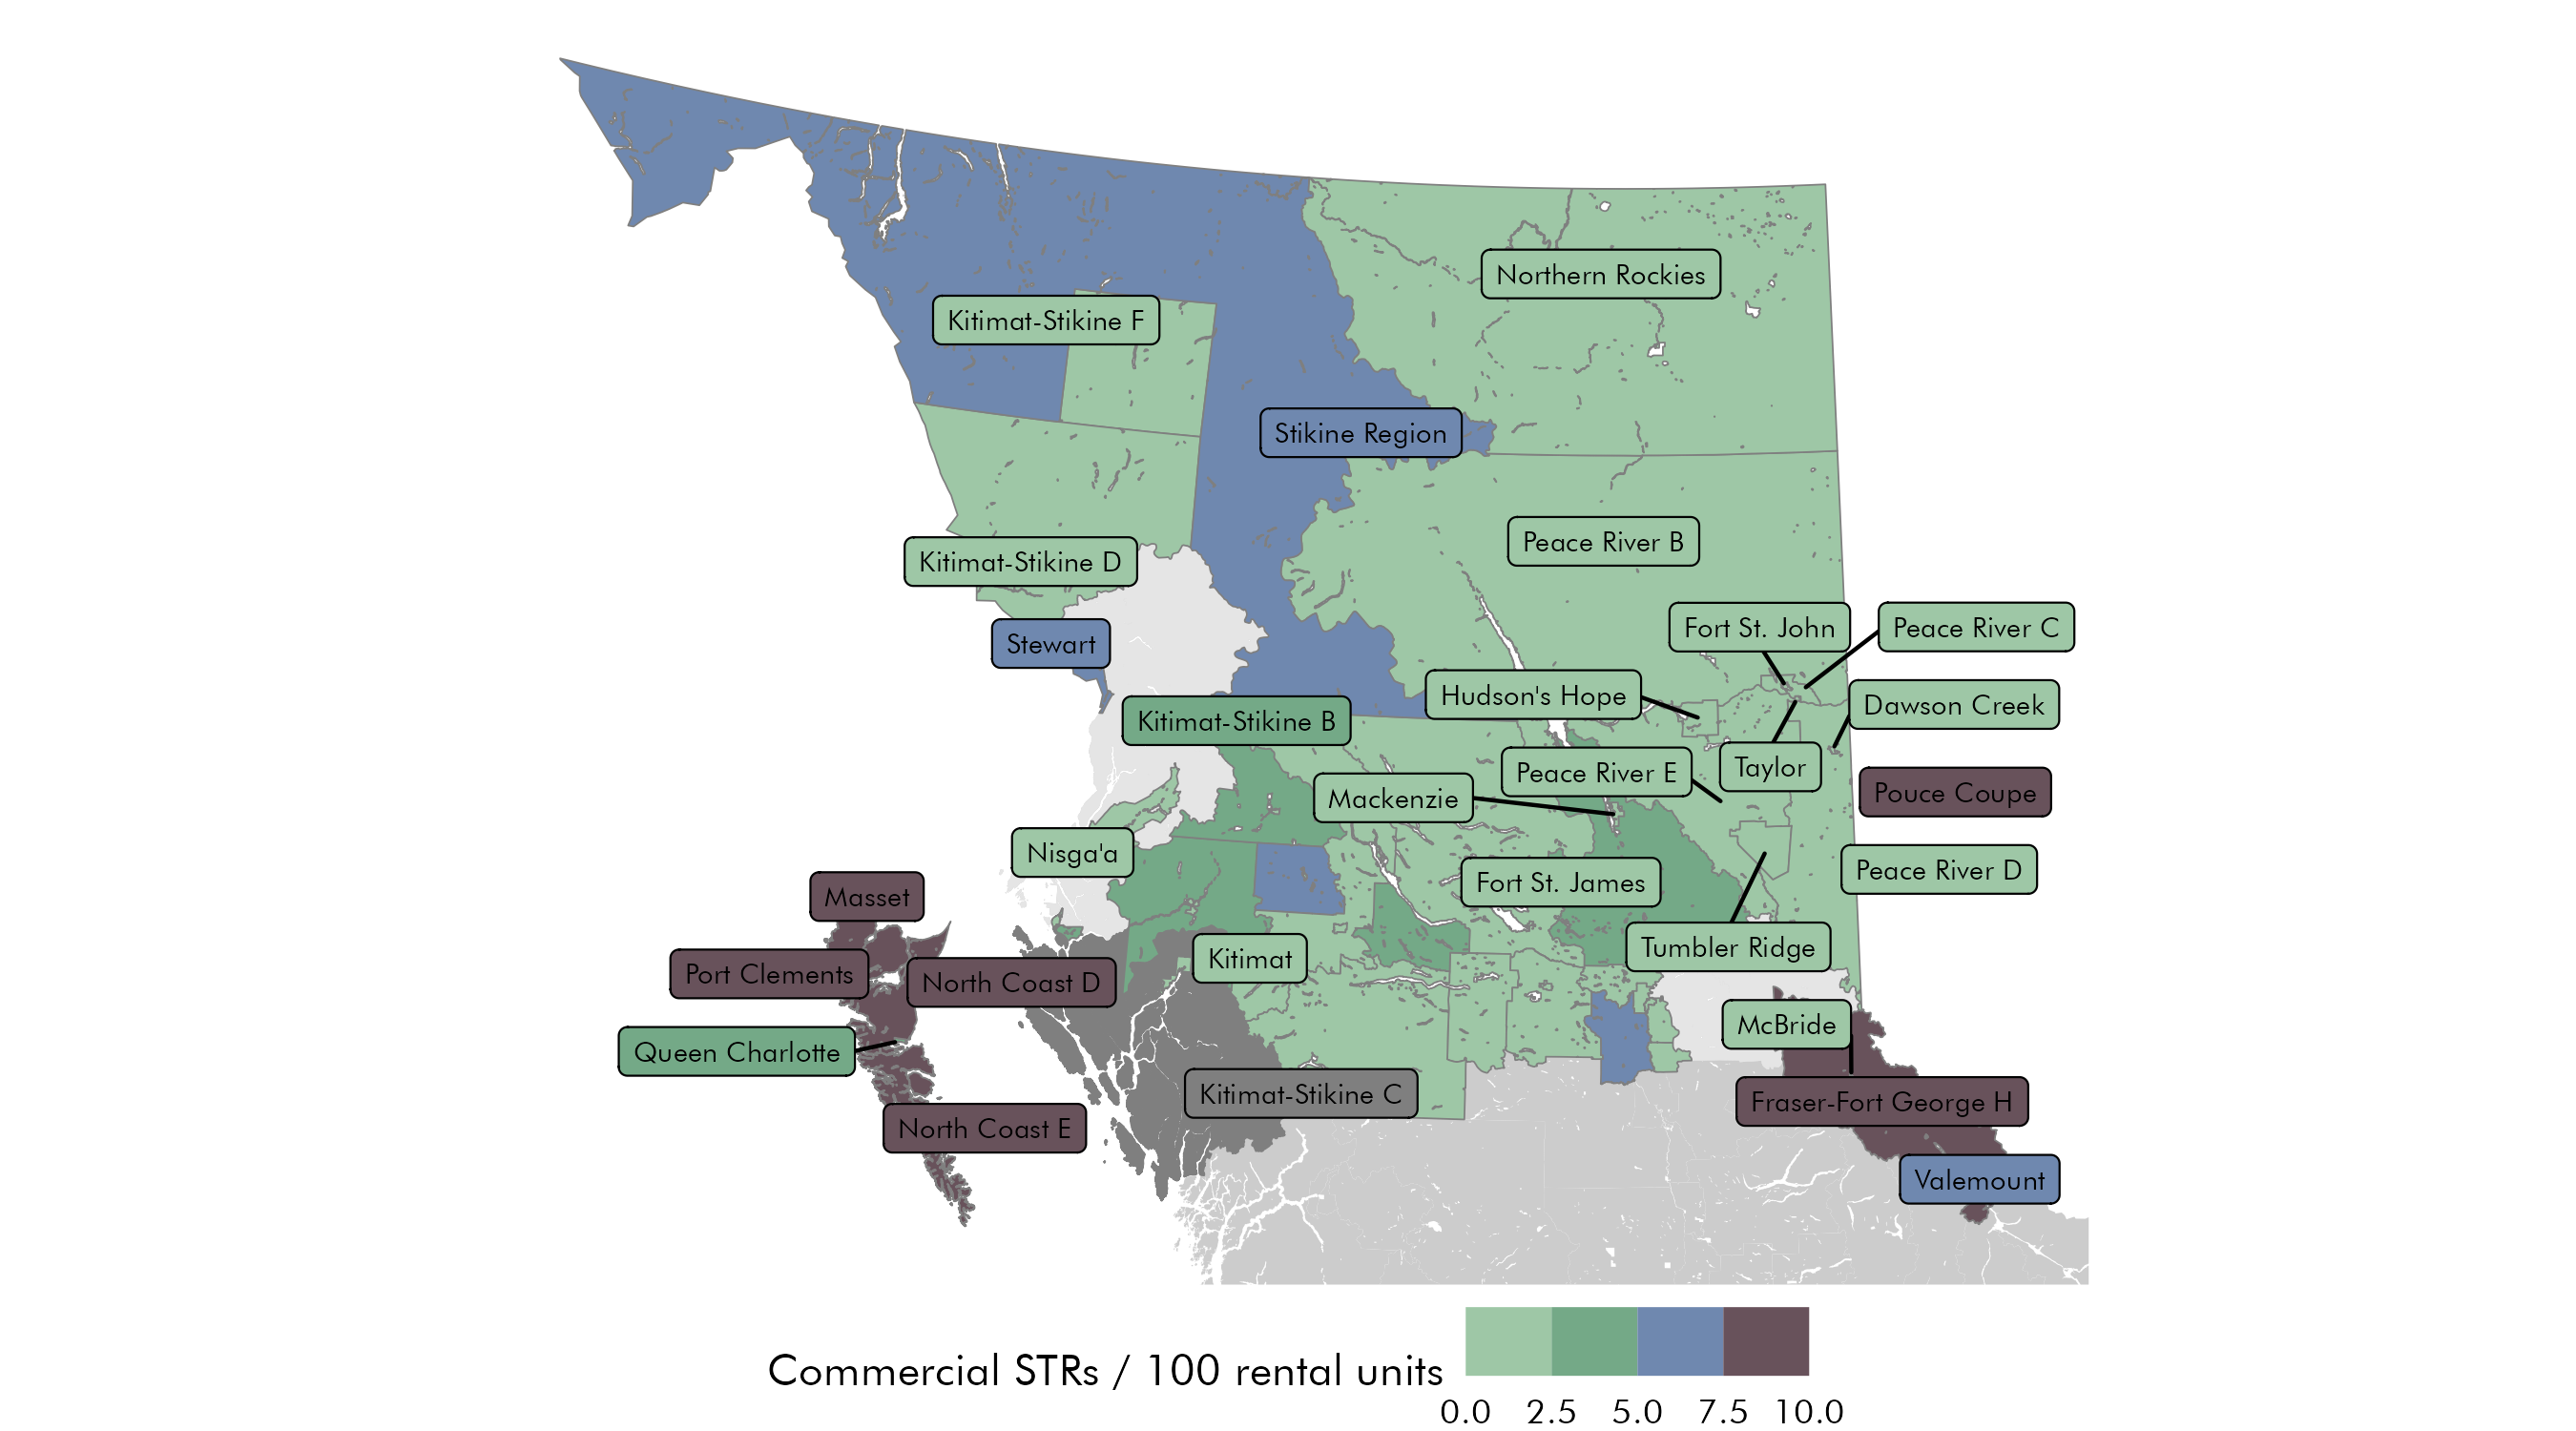 Northern Rockies
Kitimat-Stikine F
Stikine Region
Peace River B
Kitimat-Stikine D
Fort St. John
Peace River C
Stewart
Hudson's Hope
Dawson Creek
Kitimat-Stikine B
Peace River E
Taylor
Mackenzie
Pouce Coupe
Nisga'a
Peace River D
Fort St. James
Masset
Tumbler Ridge
Kitimat
Port Clements
North Coast D
McBride
Queen Charlotte
Kitimat-Stikine C
Fraser-Fort George H
North Coast E
Valemount
Commercial STRs / 100 rental units
0.0 2.5 5.0 7.5 10.0